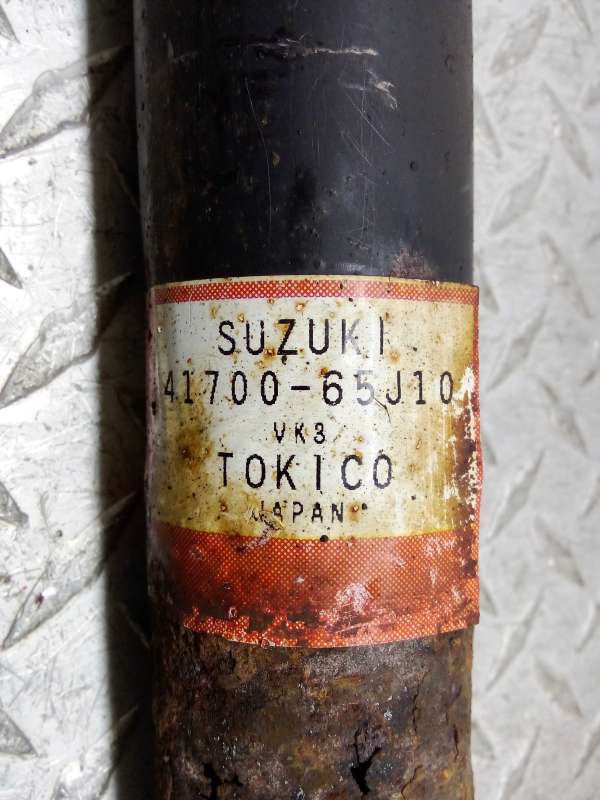 SUZUKI
41700-65J10
VK3
TOKICO
JAPAN